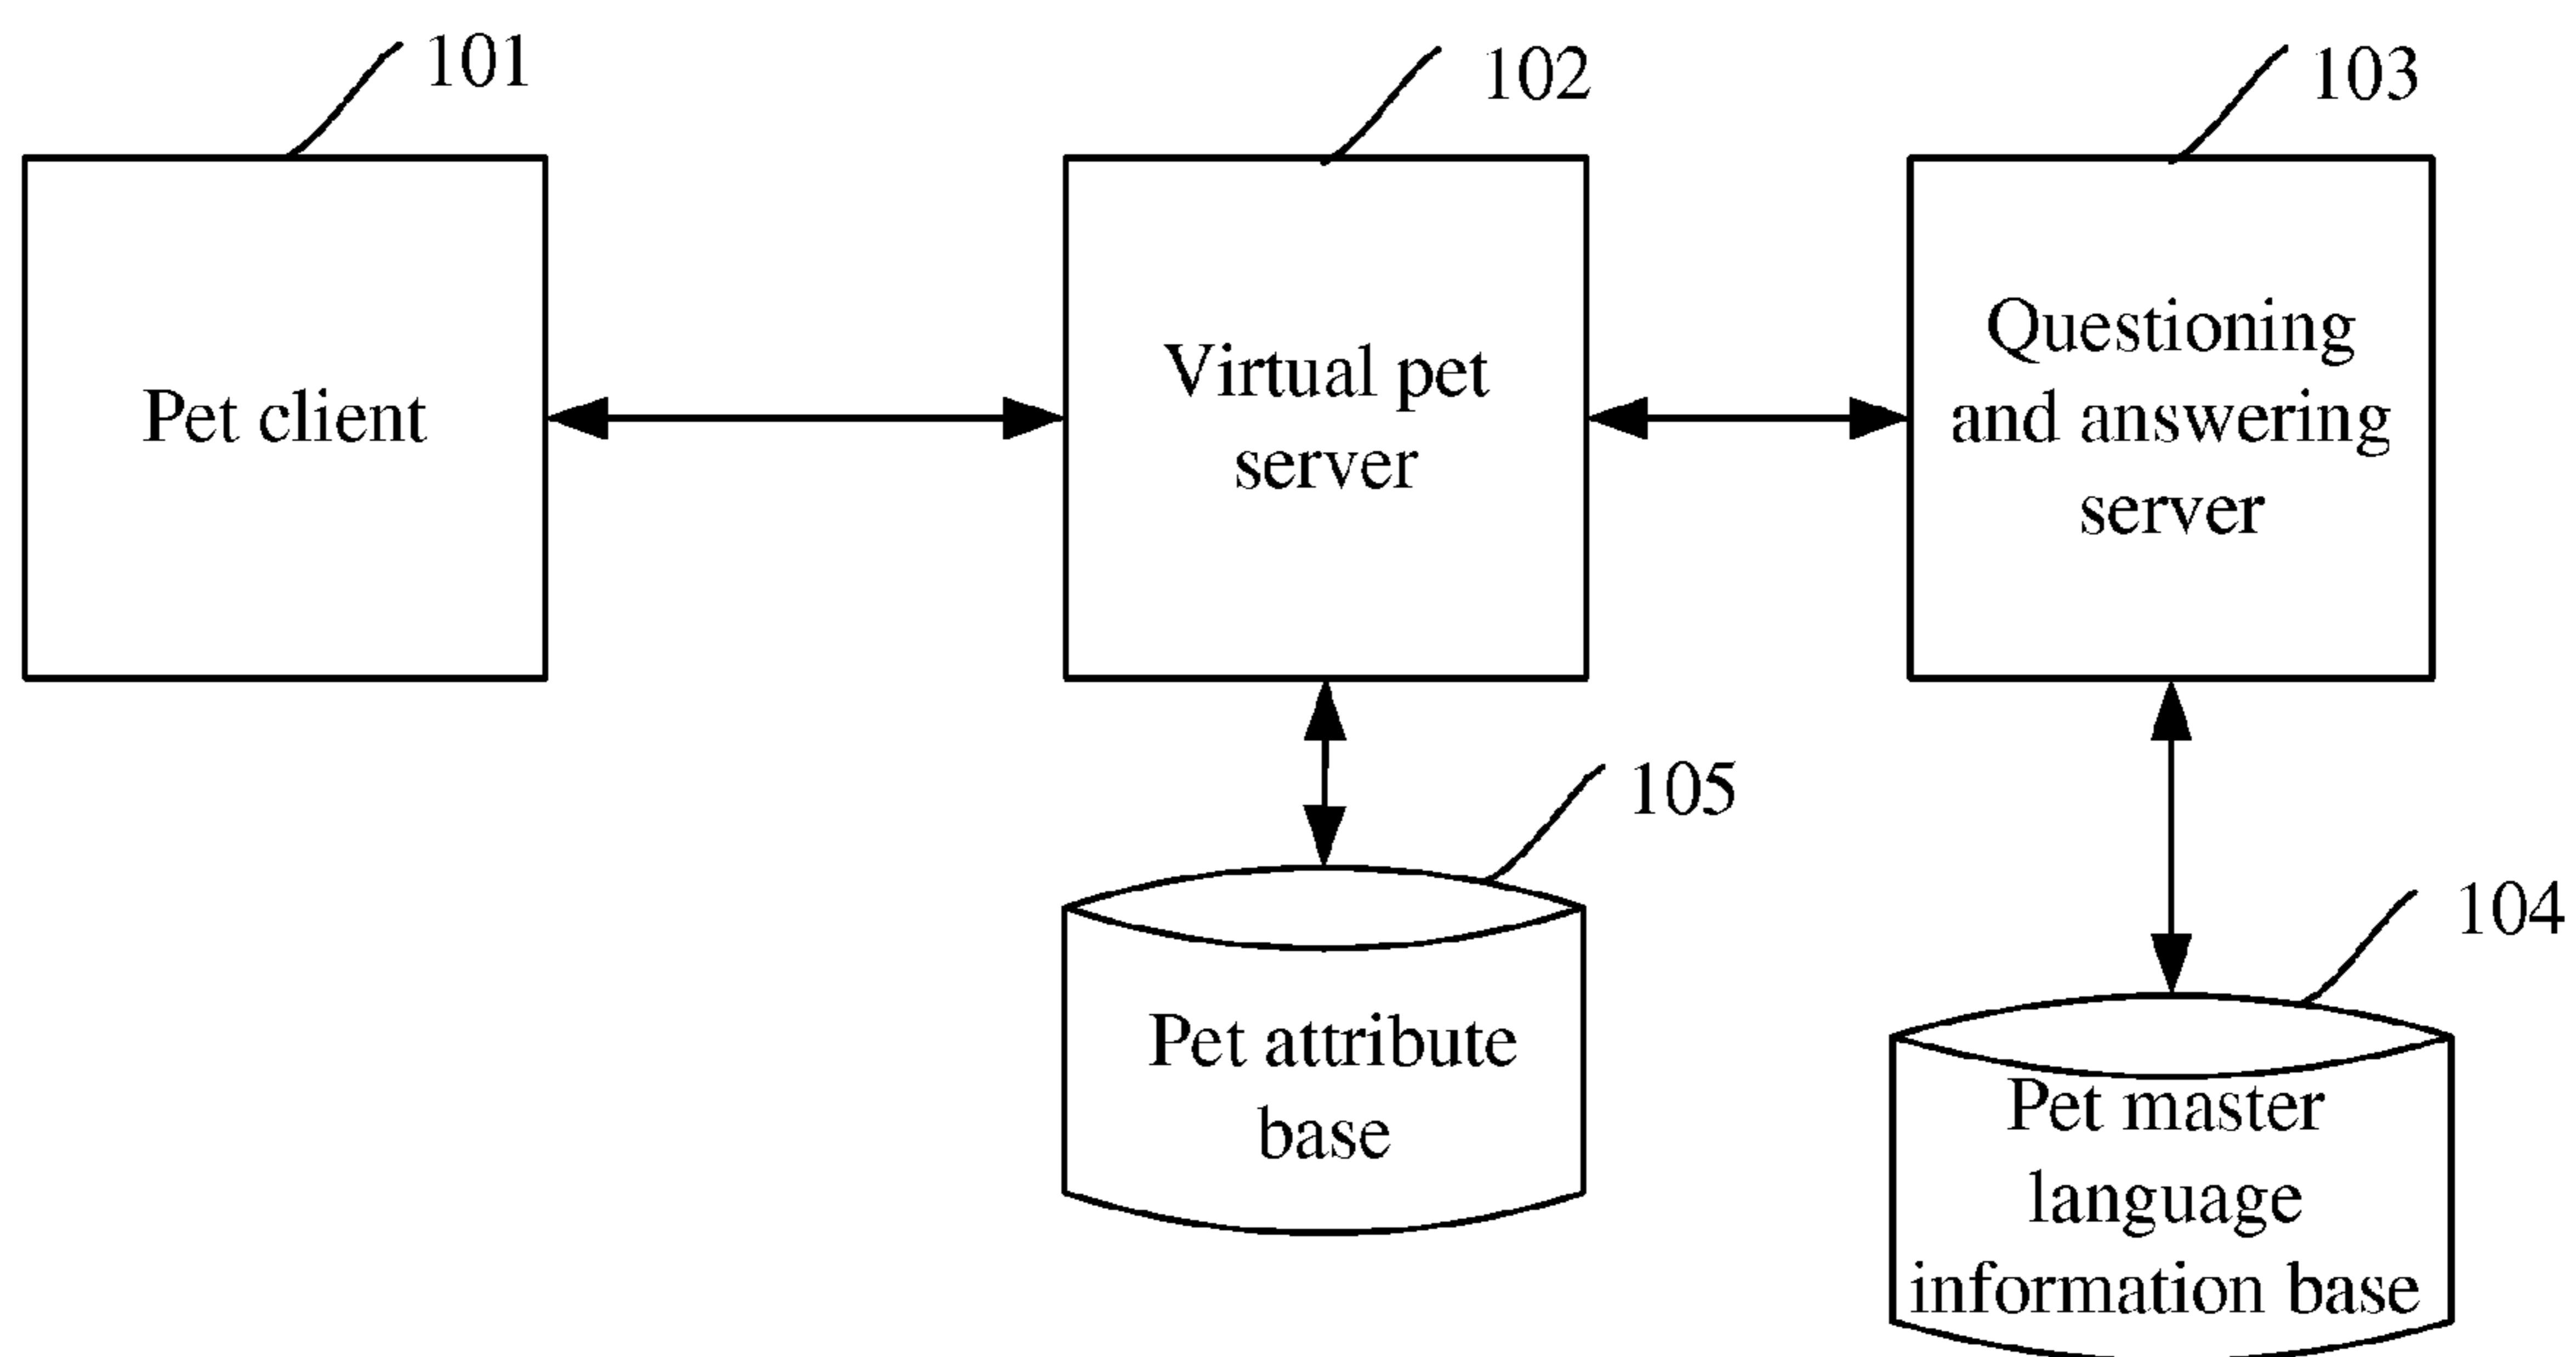 101
102
103
Pet client
Virtual pet
server
Questioning
and answering
server
105
104
Pet attribute
base
Pet master
language
information base